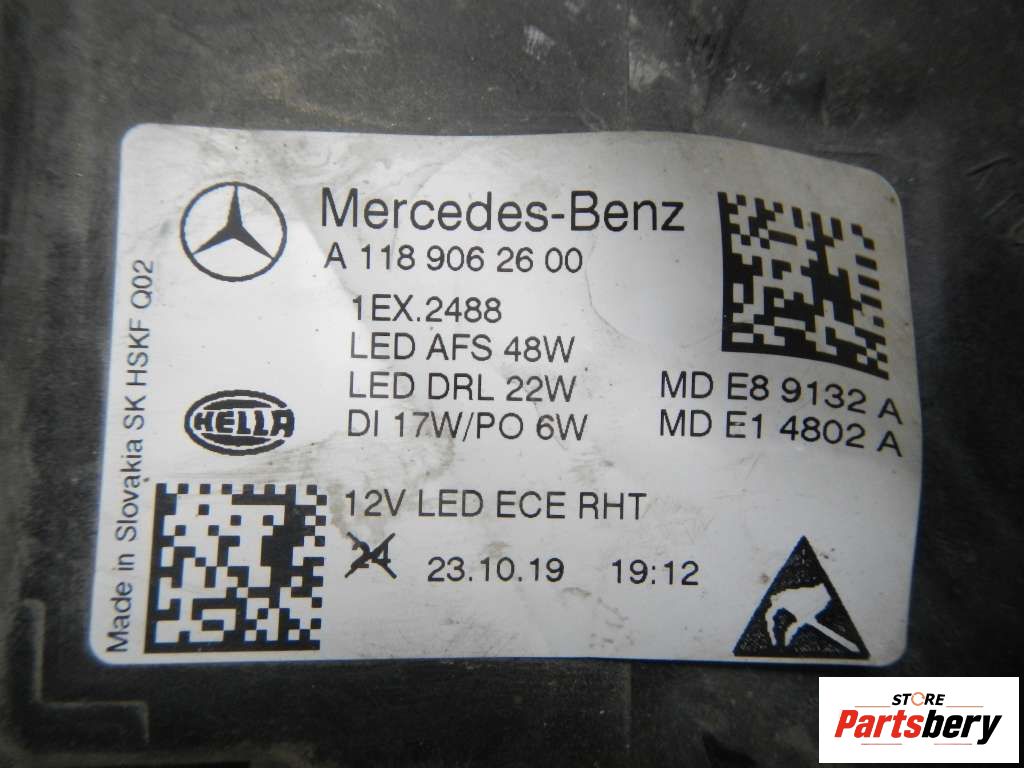 Mercedes-Benz
A 118 906 26 00
1EX.2488
LED AFS 48W
LED DRL 22W MD E8 9132 A
DI 17W/PO 6W MD E1 4802 A
HELLA
12V LED ECE RHT
24 23.10.19 19:12
Made in Slovakia SK HSKF Q02
STORE
Partsbery